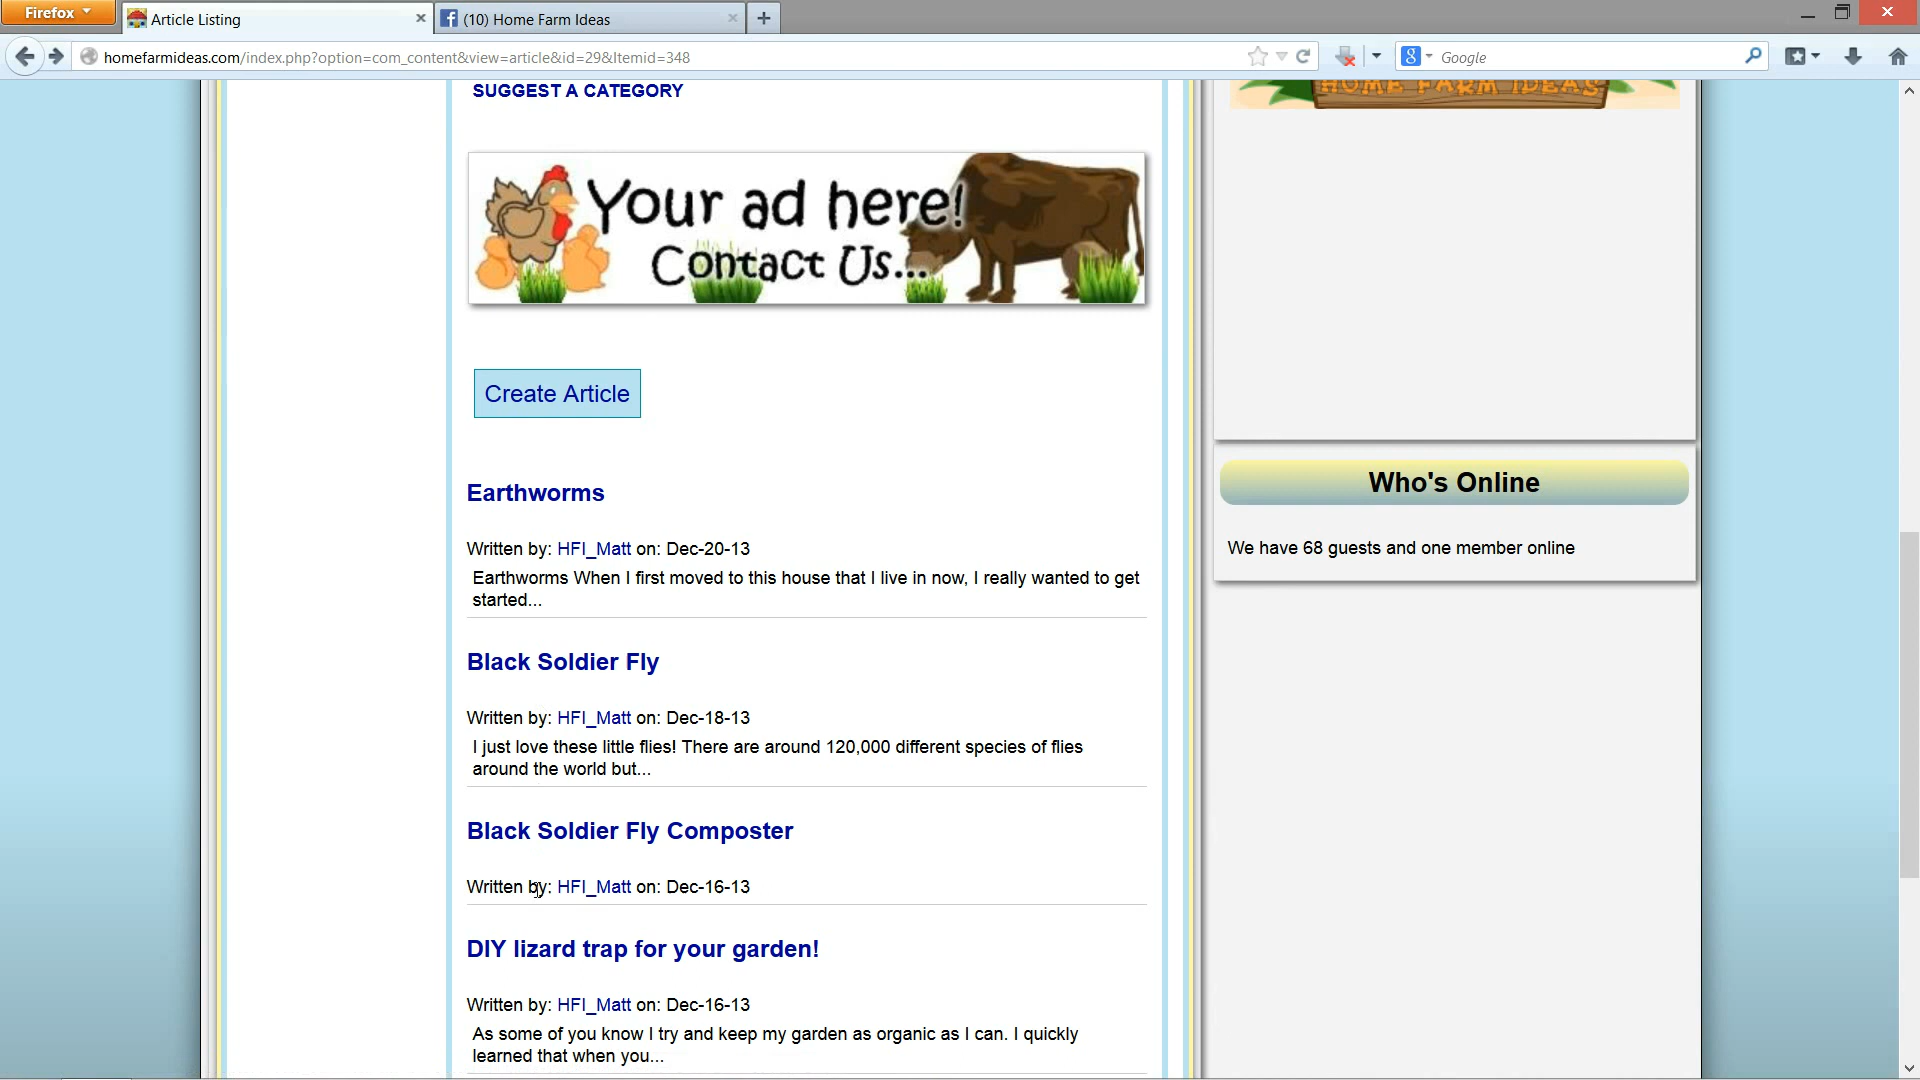 Firefox
Article Listing
(10) Home Farm Ideas
homefarmideas.com/index.php?option=com_content&view=article&id=29&Itemid=348
Google
SUGGEST A CATEGORY
HOME FARM IDEAS
Your ad here!
Contact Us...
Create Article
Earthworms
Written by: HFI_Matt on: Dec-20-13
Earthworms When I first moved to this house that I live in now, I really wanted to get
started...
Black Soldier Fly
Written by: HFI_Matt on: Dec-18-13
I just love these little flies! There are around 120,000 different species of flies
around the world but...
Black Soldier Fly Composter
Written by: HFI_Matt on: Dec-16-13
DIY lizard trap for your garden!
Written by: HFI_Matt on: Dec-16-13
As some of you know I try and keep my garden as organic as I can. I quickly
learned that when you...
Who's Online
We have 68 guests and one member online